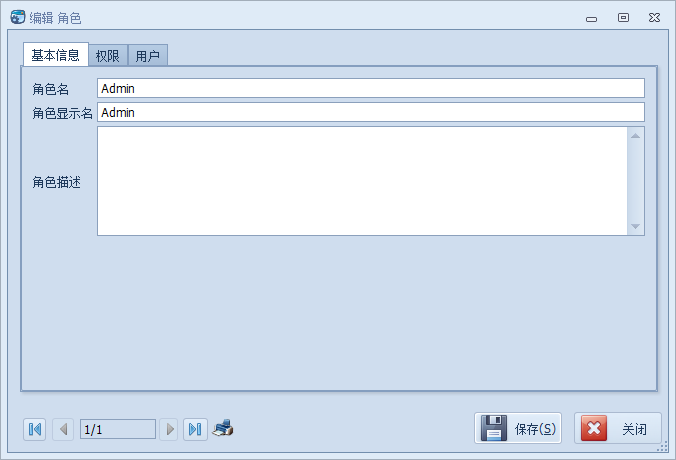 编辑 角色
基本信息 权限 用户
角色名 Admin
角色显示名 Admin
角色描述
1/1 保存(S) 关闭